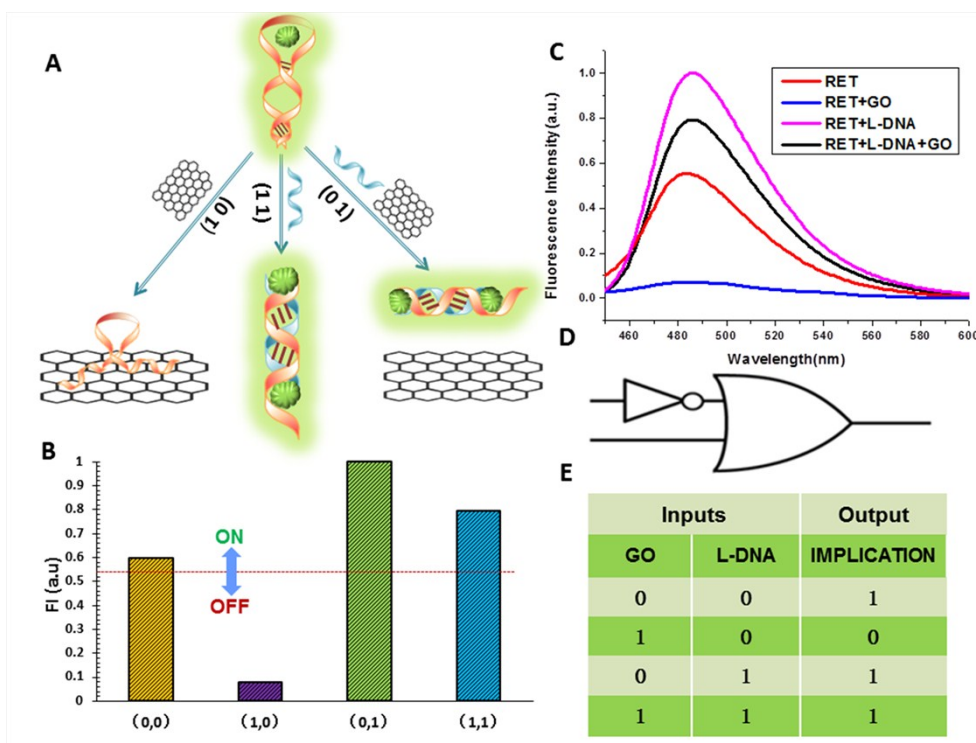 A
(1 0)
(1 1)
(0 1)
B
FI (a.u)
1
0.9
0.8
0.7
0.6
0.5
0.4
0.3
0.2
0.1
0
ON
OFF
(0,0)
(1,0)
(0,1)
(1,1)
C
Fluorescence Intensity (a.u.)
1.0
0.8
0.6
0.4
0.2
0.0
RET
RET+GO
RET+L-DNA
RET+L-DNA+GO
460 480 500 520 540 560 580 600
Wavelength(nm)
D
E
Inputs Output
GO L-DNA IMPLICATION
0 0 1
1 0 0
0 1 1
1 1 1